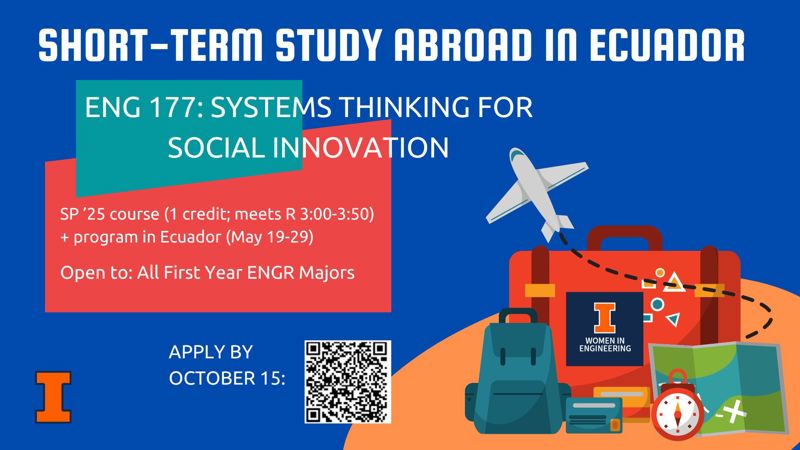 SHORT-TERM STUDY ABROAD IN ECUADOR
ENG 177: SYSTEMS THINKING FOR
SOCIAL INNOVATION
SP ’25 course (1 credit; meets R 3:00-3:50)
+ program in Ecuador (May 19-29)
Open to: All First Year ENGR Majors
APPLY BY
OCTOBER 15:
I
WOMEN IN
ENGINEERING
I